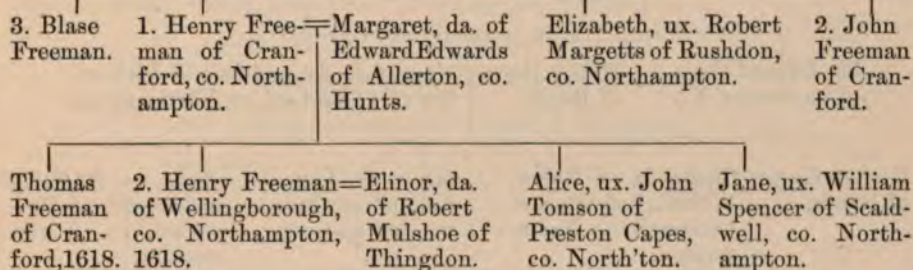 3. Blase
Freeman.
1. Henry Free-
man of Cran-
ford, co. North-
ampton.
Margaret, da. of
EdwardEdwards
of Allerton, co.
Hunts.
Elizabeth, ux. Robert
Margetts of Rushdon,
co. Northampton.
2. John
Freeman
of Cran-
ford.
Thomas
Freeman
of Cran-
ford,1618.
2. Henry Freeman=Elinor, da.
of Wellingborough,
co. Northampton,
1618.
of Robert
Mulshoe of
Thingdon.
Alice, ux. John
Tomson of
Preston Capes,
co. North'ton.
Jane, ux. William
Spencer of Scald-
well, co. North-
ampton.